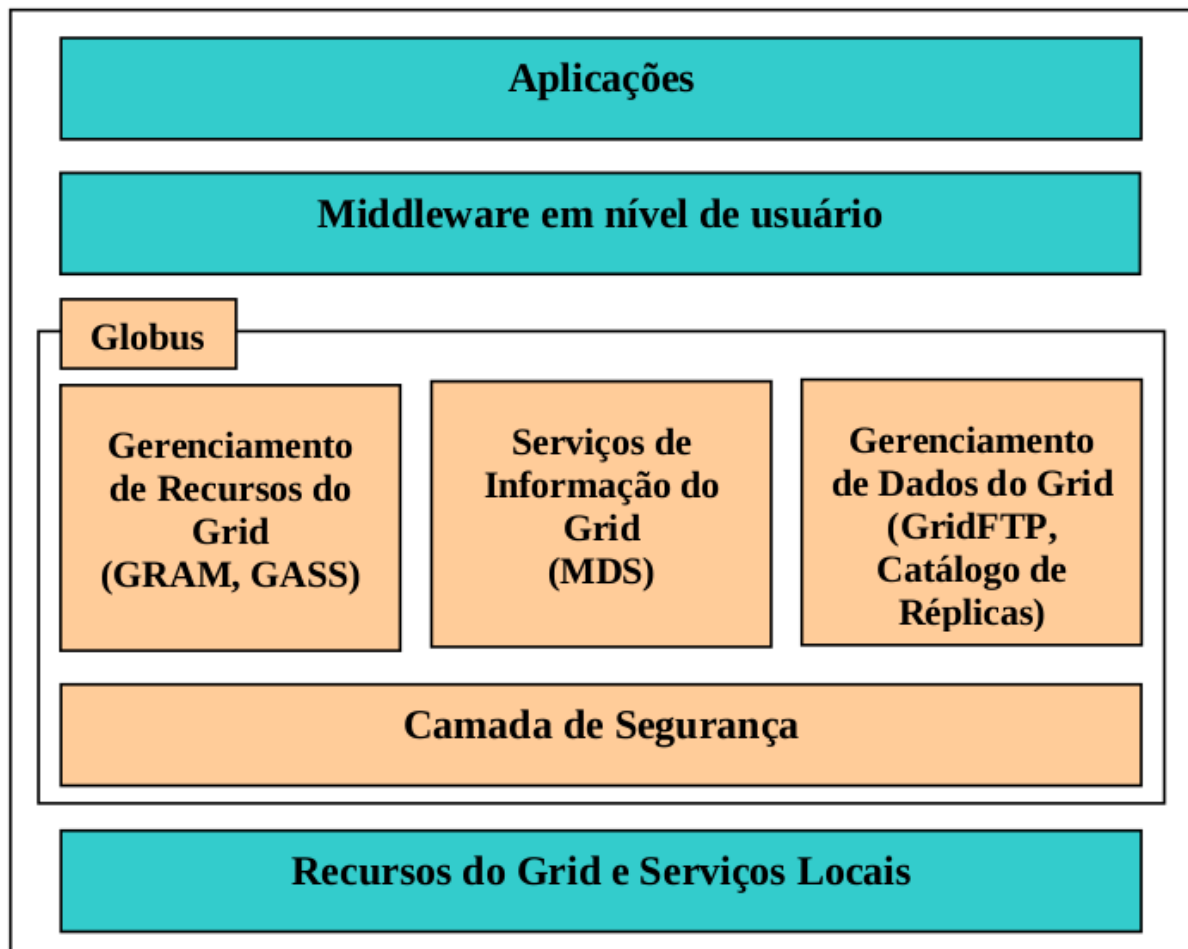 Aplicações
Middleware em nível de usuário
Globus
Gerenciamento
de Recursos do
Grid
(GRAM, GASS)
Serviços de
Informação do
Grid
(MDS)
Gerenciamento
de Dados do Grid
(GridFTP,
Catálogo de
Réplicas)
Camada de Segurança
Recursos do Grid e Serviços Locais